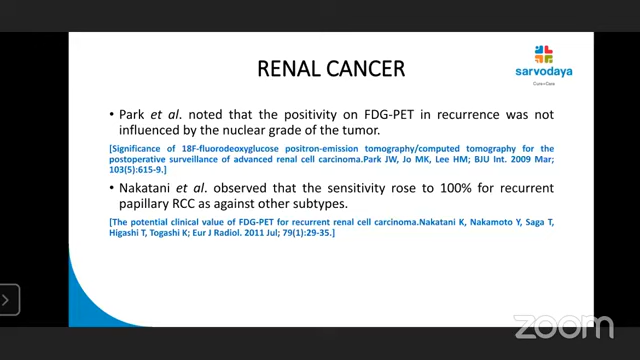 RENAL CANCER
sarvodaya
Cure+Care
• Park et al. noted that the positivity on FDG-PET in recurrence was not
influenced by the nuclear grade of the tumor.
[Significance of 18F-fluorodeoxyglucose positron-emission tomography/computed tomography for the
postoperative surveillance of advanced renal cell carcinoma.Park JW, Jo MK, Lee HM; BJU Int. 2009 Mar;
103(5):615-9.]
• Nakatani et al. observed that the sensitivity rose to 100% for recurrent
papillary RCC as against other subtypes.
[The potential clinical value of FDG-PET for recurrent renal cell carcinoma.Nakatani K, Nakamoto Y, Saga T,
Higashi T, Togashi K; Eur J Radiol. 2011 Jul; 79(1):29-35.]
zoom